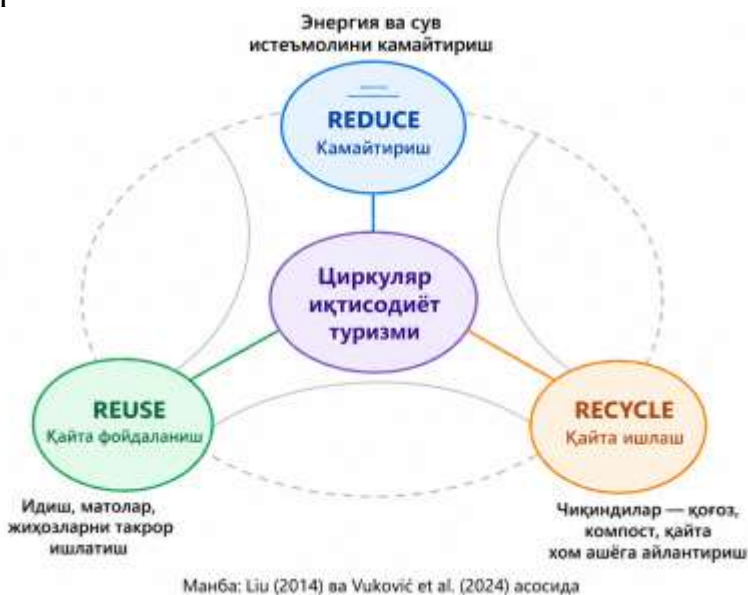 Энергия ва сув
истеъмолини камайтириш
REDUCE
Камайтириш
Циркуляр
иқтисодиёт
туризми
REUSE
Қайта фойдаланиш
RECYCLE
Қайта ишлаш
Идиш, матолар,
жиҳозларни такрор
ишлатиш
Чиқиндилар — қоғоз,
компост, қайта
хом ашёга айлантириш
Манба: Liu (2014) ва Vuković et al. (2024) асосида